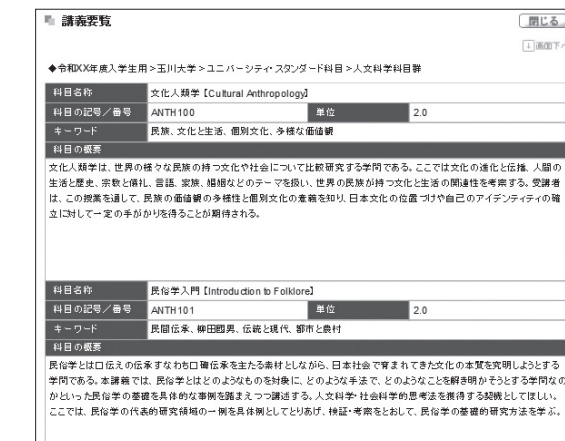 講義要覧
閉じる
画面下へ
◆令和XX年度入学生用>玉川大学>ユニバーシティ・スタンダード科目>人文科学科目群
科目名称 文化人類学【Cultural Anthropology】
科目の記号／番号 ANTH100 単位 2.0
キーワード 民族、文化と生活、個別文化、多様な価値観
科目の概要
文化人類学は、世界の様々な民族の持つ文化や社会について比較研究する学問である。ここでは文化の進化と伝播、人間の
生活と歴史、宗教と儀礼、言語、家族、婚姻などのテーマを扱い、世界の民族が持つ文化と生活の関連性を考察する。受講者
は、この授業を通して、民族の価値観の多様性と個別文化の意義を知り、日本文化の位置づけや自己のアイデンティティの確
立に対して一定の手がかりを得ることが期待される。
科目名称 民俗学入門【Introduction to Folklore】
科目の記号／番号 ANTH101 単位 2.0
キーワード 民間伝承、柳田國男、伝統と現代、都市と農村
科目の概要
民俗学とは口伝えの伝承すなわち口碑伝承を主たる素材としながら、日本社会で育まれてきた文化の本質を究明しようとする
学問である。本講義では、民俗学とはどのようなものを対象に、どのような手法で、どのようなことを解き明かそうとする学問なの
かといった民俗学の基礎を具体的な事例を踏まえつつ講述する。人文科学・社会科学的思考法を獲得する契機としてほしい。
ここでは、民俗学の代表的研究領域の一例を具体例としてとりあげ、検証・考察をとおして、民俗学の基礎的研究方法を学ぶ。